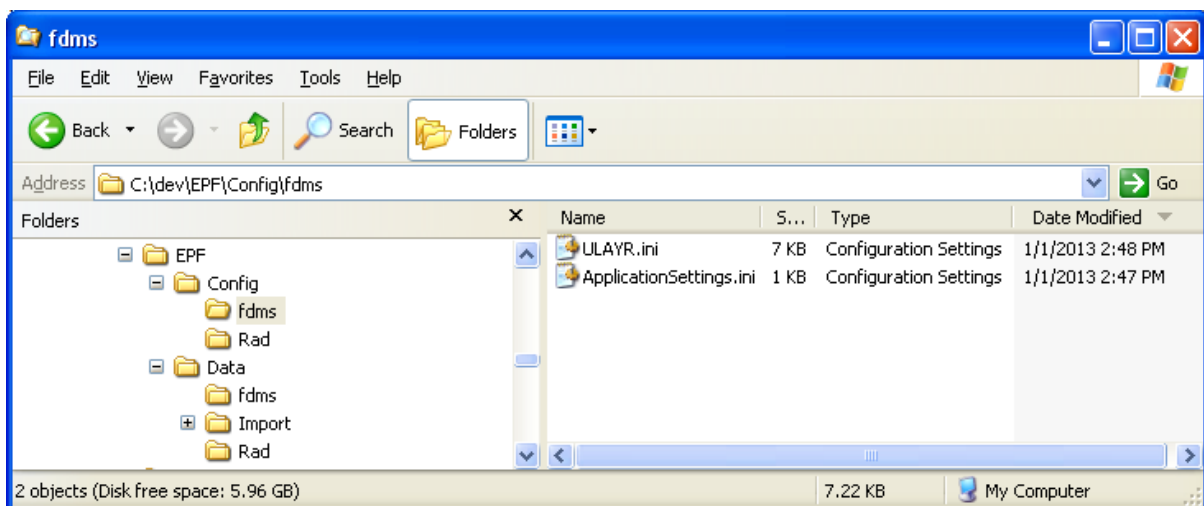 fdms
File Edit View Favorites Tools Help
Back Search Folders
Address C:\dev\EPF\Config\fdms Go
Folders × Name S... Type Date Modified
EPF ULAYR.ini 7 KB Configuration Settings 1/1/2013 2:48 PM
Config ApplicationSettings.ini 1 KB Configuration Settings 1/1/2013 2:47 PM
fdms
Rad
Data
fdms
Import
Rad
2 objects (Disk free space: 5.96 GB) 7.22 KB My Computer